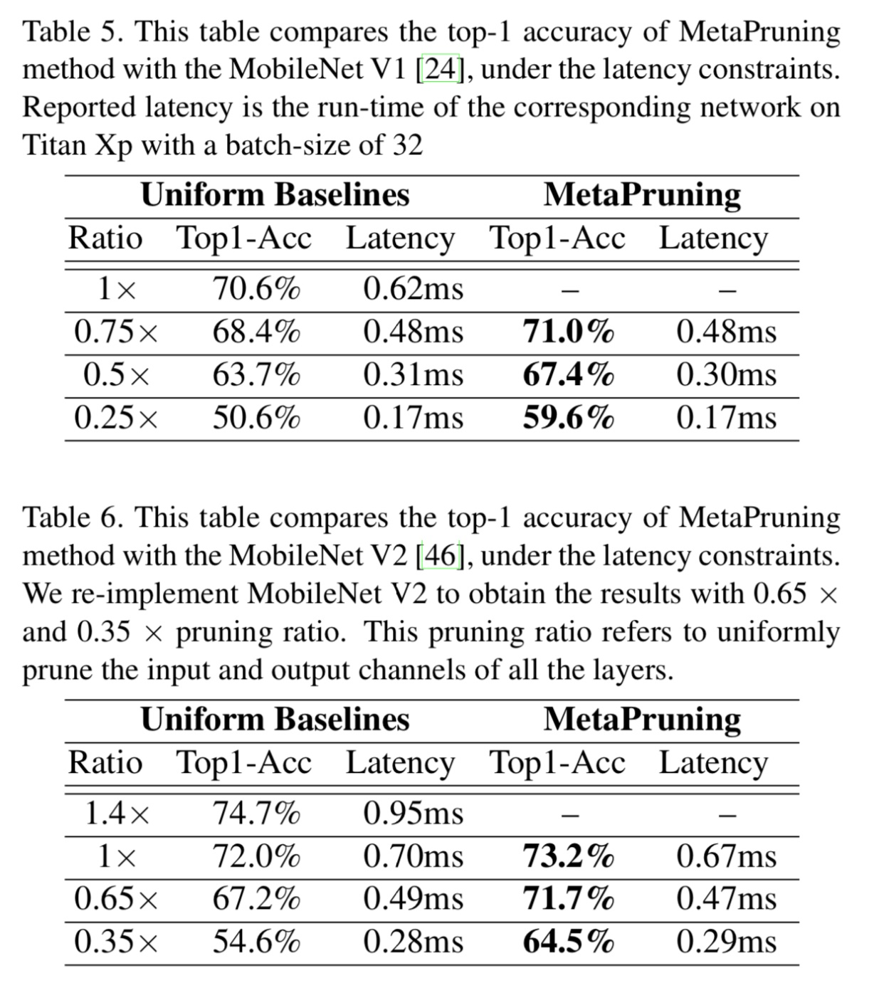 Table 5. This table compares the top-1 accuracy of MetaPruning
method with the MobileNet V1 [24], under the latency constraints.
Reported latency is the run-time of the corresponding network on
Titan Xp with a batch-size of 32
Uniform Baselines MetaPruning
Ratio Top1-Acc Latency Top1-Acc Latency
1× 70.6% 0.62ms – –
0.75× 68.4% 0.48ms 71.0% 0.48ms
0.5× 63.7% 0.31ms 67.4% 0.30ms
0.25× 50.6% 0.17ms 59.6% 0.17ms
Table 6. This table compares the top-1 accuracy of MetaPruning
method with the MobileNet V2 [46], under the latency constraints.
We re-implement MobileNet V2 to obtain the results with 0.65 ×
and 0.35 × pruning ratio. This pruning ratio refers to uniformly
prune the input and output channels of all the layers.
Uniform Baselines MetaPruning
Ratio Top1-Acc Latency Top1-Acc Latency
1.4× 74.7% 0.95ms – –
1× 72.0% 0.70ms 73.2% 0.67ms
0.65× 67.2% 0.49ms 71.7% 0.47ms
0.35× 54.6% 0.28ms 64.5% 0.29ms